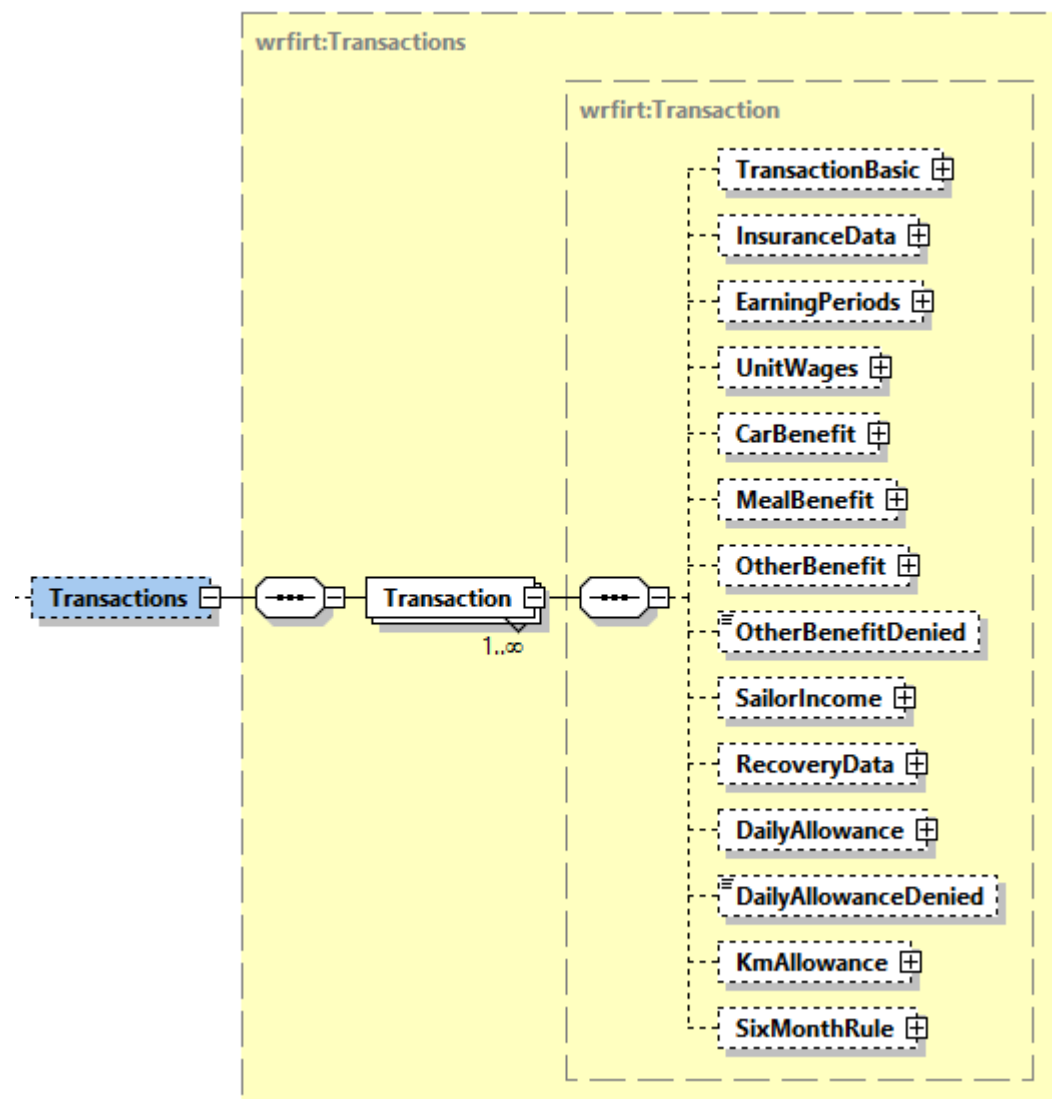 wrfirt:Transactions
wrfirt:Transaction
TransactionBasic
InsuranceData
EarningPeriods
UnitWages
CarBenefit
MealBenefit
OtherBenefit
Transactions
Transaction
1..∞
OtherBenefitDenied
SailorIncome
RecoveryData
DailyAllowance
DailyAllowanceDenied
KmAllowance
SixMonthRule